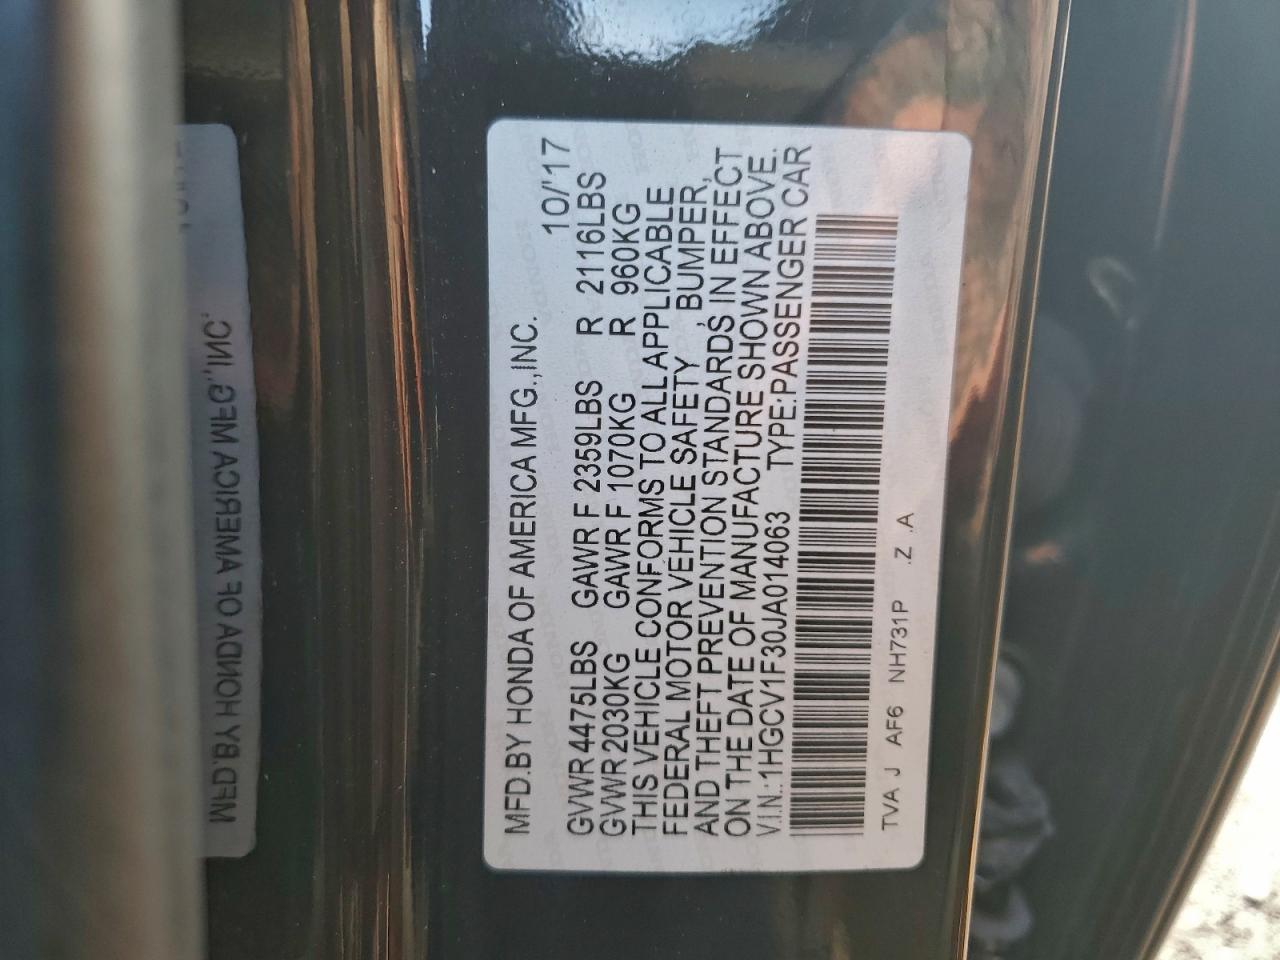 MFD.BY HONDA OF AMERICA MFG.,INC. 10/'17
GVWR 4475LBS GAWR F 2359LBS R 2116LBS
GVWR 2030KG GAWR F 1070KG R 960KG
THIS VEHICLE CONFORMS TO ALL APPLICABLE
FEDERAL MOTOR VEHICLE SAFETY , BUMPER,
AND THEFT PREVENTION STANDARDS IN EFFECT
ON THE DATE OF MANUFACTURE SHOWN ABOVE.
V.I.N.:1HGCV1F30JA014063 TYPE:PASSENGER CAR
TVA J AF6 NH731P .Z .A
MFD.BY HONDA OF AMERICA MFG.,INC.